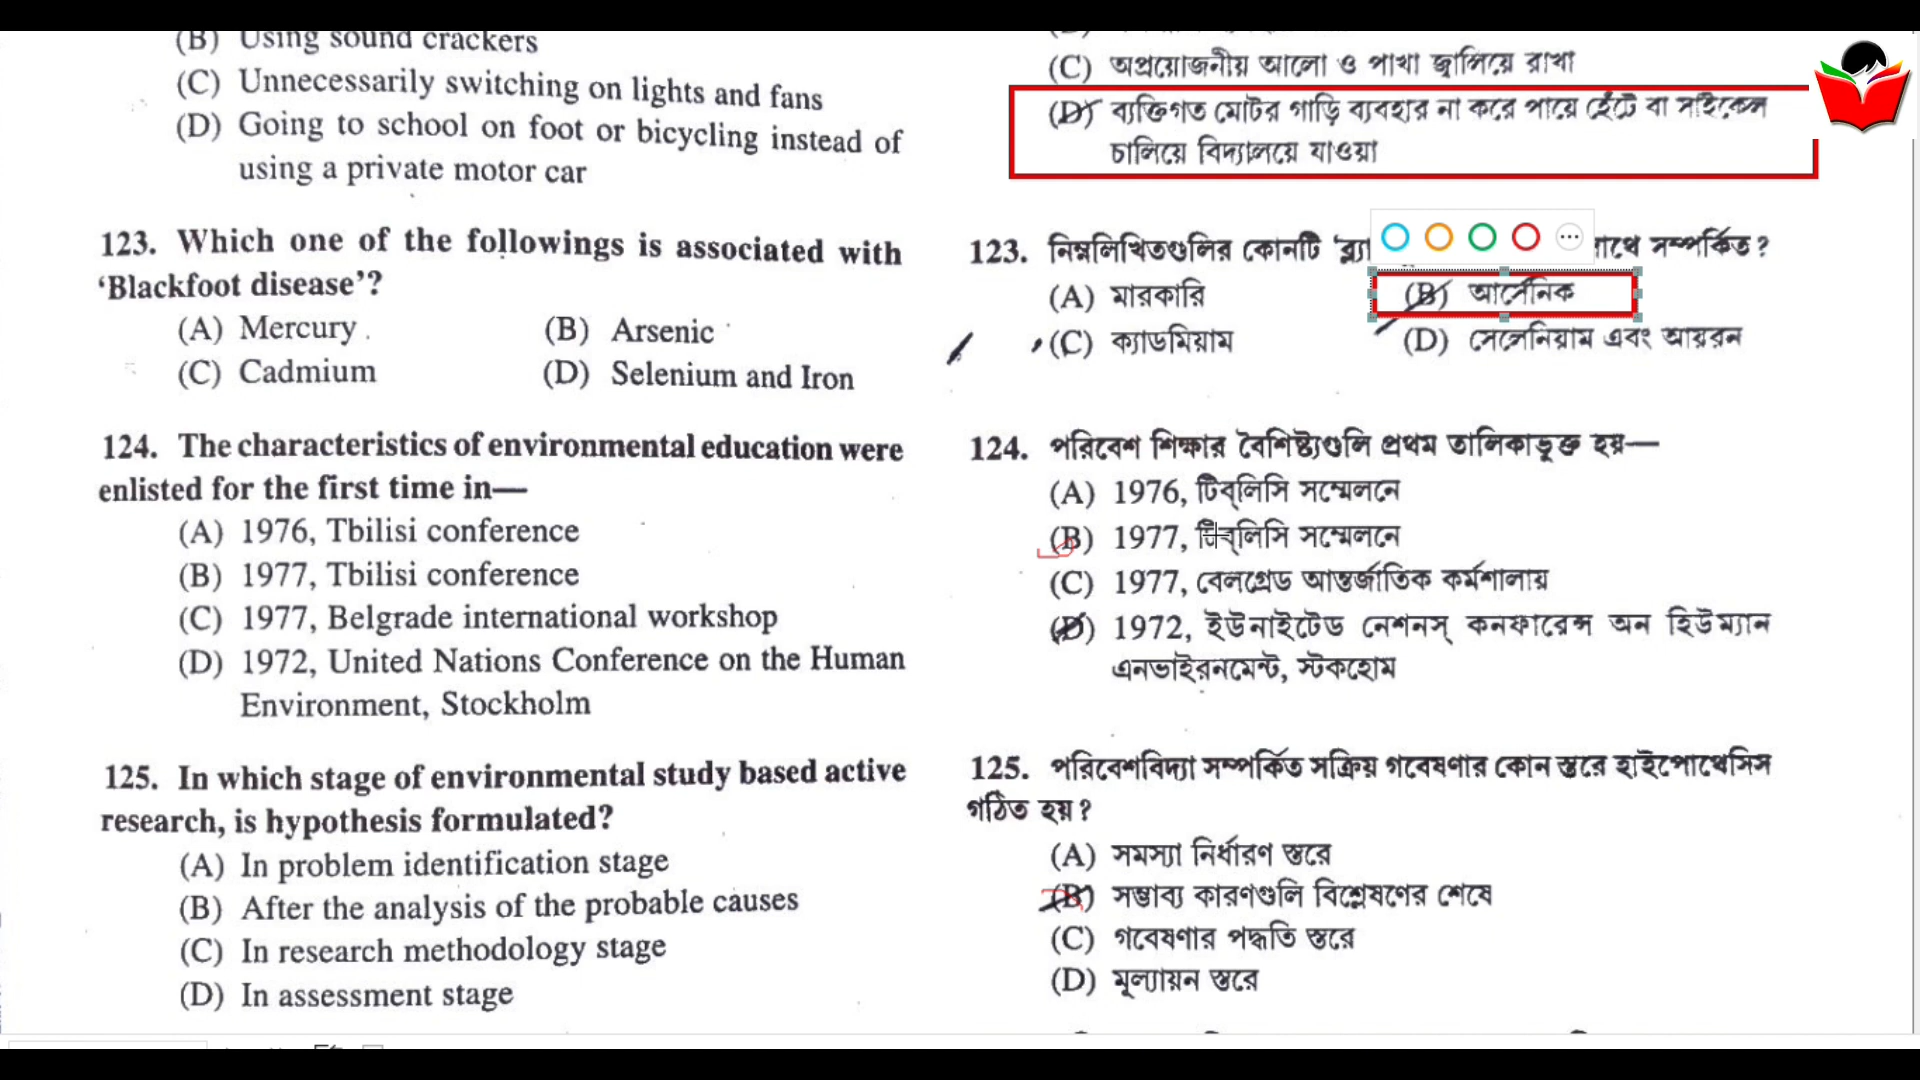 (B) Using sound crackers
(C) Unnecessarily switching on lights and fans
(D) Going to school on foot or bicycling instead of
using a private motor car
123. Which one of the followings is associated with
‘Blackfoot disease’?
(A) Mercury
(B) Arsenic
(C) Cadmium
(D) Selenium and Iron
124. The characteristics of environmental education were
enlisted for the first time in—
(A) 1976, Tbilisi conference
(B) 1977, Tbilisi conference
(C) 1977, Belgrade international workshop
(D) 1972, United Nations Conference on the Human
Environment, Stockholm
125. In which stage of environmental study based active
research, is hypothesis formulated?
(A) In problem identification stage
(B) After the analysis of the probable causes
(C) In research methodology stage
(D) In assessment stage
(C) অপ্রয়োজনীয় আলো ও পাখা জ্বালিয়ে রাখা
(D) ব্যক্তিগত মোটর গাড়ি ব্যবহার না করে পায়ে হেঁটে বা সাইকেল
চালিয়ে বিদ্যালয়ে যাওয়া
123. নিম্নলিখিতগুলির কোনটি সাথে সম্পর্কিত?
(A) মারকারি
(B) আর্সেনিক
(C) ক্যাডমিয়াম
(D) সেলেনিয়াম এবং আয়রন
124. পরিবেশ শিক্ষার বৈশিষ্ট্যগুলি প্রথম তালিকাভুক্ত হয়—
(A) 1976, টিব্‌লিসি সম্মেলনে
(B) 1977, টিব্‌লিসি সম্মেলনে
(C) 1977, বেলগ্রেড আন্তর্জাতিক কর্মশালায়
(D) 1972, ইউনাইটেড নেশনস্ কনফারেন্স অন হিউম্যান
এনভাইরনমেন্ট, স্টকহোম
125. পরিবেশবিদ্যা সম্পর্কিত সক্রিয় গবেষণার কোন স্তরে হাইপোথেসিস
গঠিত হয়?
(A) সমস্যা নির্ধারণ স্তরে
(B) সম্ভাব্য কারণগুলি বিশ্লেষণের শেষে
(C) গবেষণার পদ্ধতি স্তরে
(D) মূল্যায়ন স্তরে